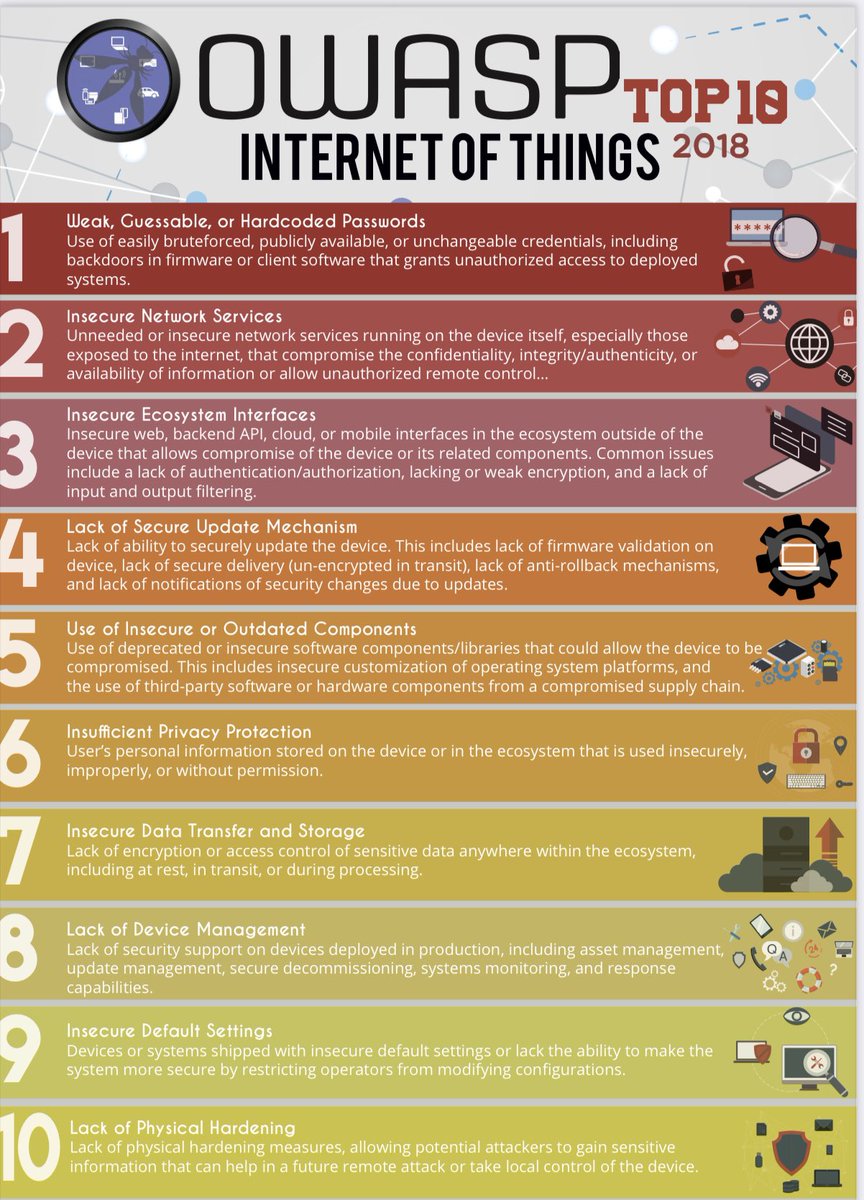 OWASP TOP 10
INTERNET OF THINGS 2018
1
Weak, Guessable, or Hardcoded Passwords
Use of easily bruteforced, publicly available, or unchangeable credentials, including
backdoors in firmware or client software that grants unauthorized access to deployed
systems.
2
Insecure Network Services
Unneeded or insecure network services running on the device itself, especially those
exposed to the internet, that compromise the confidentiality, integrity/authenticity, or
availability of information or allow unauthorized remote control...
3
Insecure Ecosystem Interfaces
Insecure web, backend API, cloud, or mobile interfaces in the ecosystem outside of the
device that allows compromise of the device or its related components. Common issues
include a lack of authentication/authorization, lacking or weak encryption, and a lack of
input and output filtering.
4
Lack of Secure Update Mechanism
Lack of ability to securely update the device. This includes lack of firmware validation on
device, lack of secure delivery (un-encrypted in transit), lack of anti-rollback mechanisms,
and lack of notifications of security changes due to updates.
5
Use of Insecure or Outdated Components
Use of deprecated or insecure software components/libraries that could allow the device to be
compromised. This includes insecure customization of operating system platforms, and
the use of third-party software or hardware components from a compromised supply chain.
6
Insufficient Privacy Protection
User's personal information stored on the device or in the ecosystem that is used insecurely,
improperly, or without permission.
7
Insecure Data Transfer and Storage
Lack of encryption or access control of sensitive data anywhere within the ecosystem,
including at rest, in transit, or during processing.
8
Lack of Device Management
Lack of security support on devices deployed in production, including asset management,
update management, secure decommissioning, systems monitoring, and response
capabilities.
Q A
24
?
9
Insecure Default Settings
Devices or systems shipped with insecure default settings or lack the ability to make the
system more secure by restricting operators from modifying configurations.
10
Lack of Physical Hardening
Lack of physical hardening measures, allowing potential attackers to gain sensitive
information that can help in a future remote attack or take local control of the device.